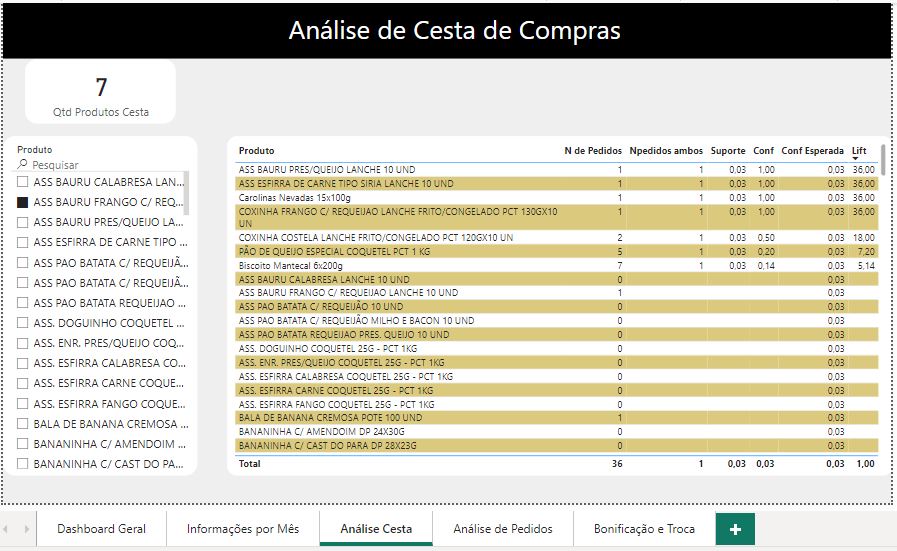 Análise de Cesta de Compras
7
Qtd Produtos Cesta
Produto
Pesquisar
ASS BAURU CALABRESA LAN...
ASS BAURU FRANGO C/ REQ...
ASS BAURU PRES/QUEIJO LA...
ASS ESFIRRA DE CARNE TIPO ...
ASS PAO BATATA C/ REQUEIJÃ...
ASS PAO BATATA C/ REQUEIJÃ...
ASS PAO BATATA REQUEIJAO ...
ASS. DOGUINHO COQUETEL ...
ASS. ENR. PRES/QUEIJO COQ...
ASS. ESFIRRA CALABRESA CO...
ASS. ESFIRRA CARNE COQUE...
ASS. ESFIRRA FANGO COQUE...
BALA DE BANANA CREMOSA ...
BANANINHA C/ AMENDOIM ...
BANANINHA C/ CAST DO PA...
Produto N de Pedidos Npedidos ambos Suporte Conf Conf Esperada Lift
ASS BAURU PRES/QUEIJO LANCHE 10 UND 1 1 0,03 1,00 0,03 36,00
ASS ESFIRRA DE CARNE TIPO SIRIA LANCHE 10 UND 1 1 0,03 1,00 0,03 36,00
Carolinas Nevadas 15x100g 1 1 0,03 1,00 0,03 36,00
COXINHA FRANGO C/ REQUEIJAO LANCHE FRITO/CONGELADO PCT 130GX10 1 1 0,03 1,00 0,03 36,00
UN
COXINHA COSTELA LANCHE FRITO/CONGELADO PCT 120GX10 UN 2 1 0,03 0,50 0,03 18,00
PÃO DE QUEIJO ESPECIAL COQUETEL PCT 1 KG 5 1 0,03 0,20 0,03 7,20
Biscoito Mantecal 6x200g 7 1 0,03 0,14 0,03 5,14
ASS BAURU CALABRESA LANCHE 10 UND 0 0,03
ASS BAURU FRANGO C/ REQUEIJAO LANCHE 10 UND 1 0,03
ASS PAO BATATA C/ REQUEIJÃO 10 UND 0 0,03
ASS PAO BATATA C/ REQUEIJÃO MILHO E BACON 10 UND 0 0,03
ASS PAO BATATA REQUEIJAO PRES. QUEIJO 10 UND 0 0,03
ASS. DOGUINHO COQUETEL 25G - PCT 1KG 0 0,03
ASS. ENR. PRES/QUEIJO COQUETEL 25G - PCT 1KG 0 0,03
ASS. ESFIRRA CALABRESA COQUETEL 25G - PCT 1KG 0 0,03
ASS. ESFIRRA CARNE COQUETEL 25G - PCT 1KG 0 0,03
ASS. ESFIRRA FANGO COQUETEL 25G - PCT 1KG 0 0,03
BALA DE BANANA CREMOSA POTE 100 UND 1 0,03
BANANINHA C/ AMENDOIM DP 24X30G 0 0,03
BANANINHA C/ CAST DO PARA DP 28X23G 0 0,03
Total 36 1 0,03 0,03 0,03 1,00
Dashboard Geral Informações por Mês Análise Cesta Análise de Pedidos Bonificação e Troca +